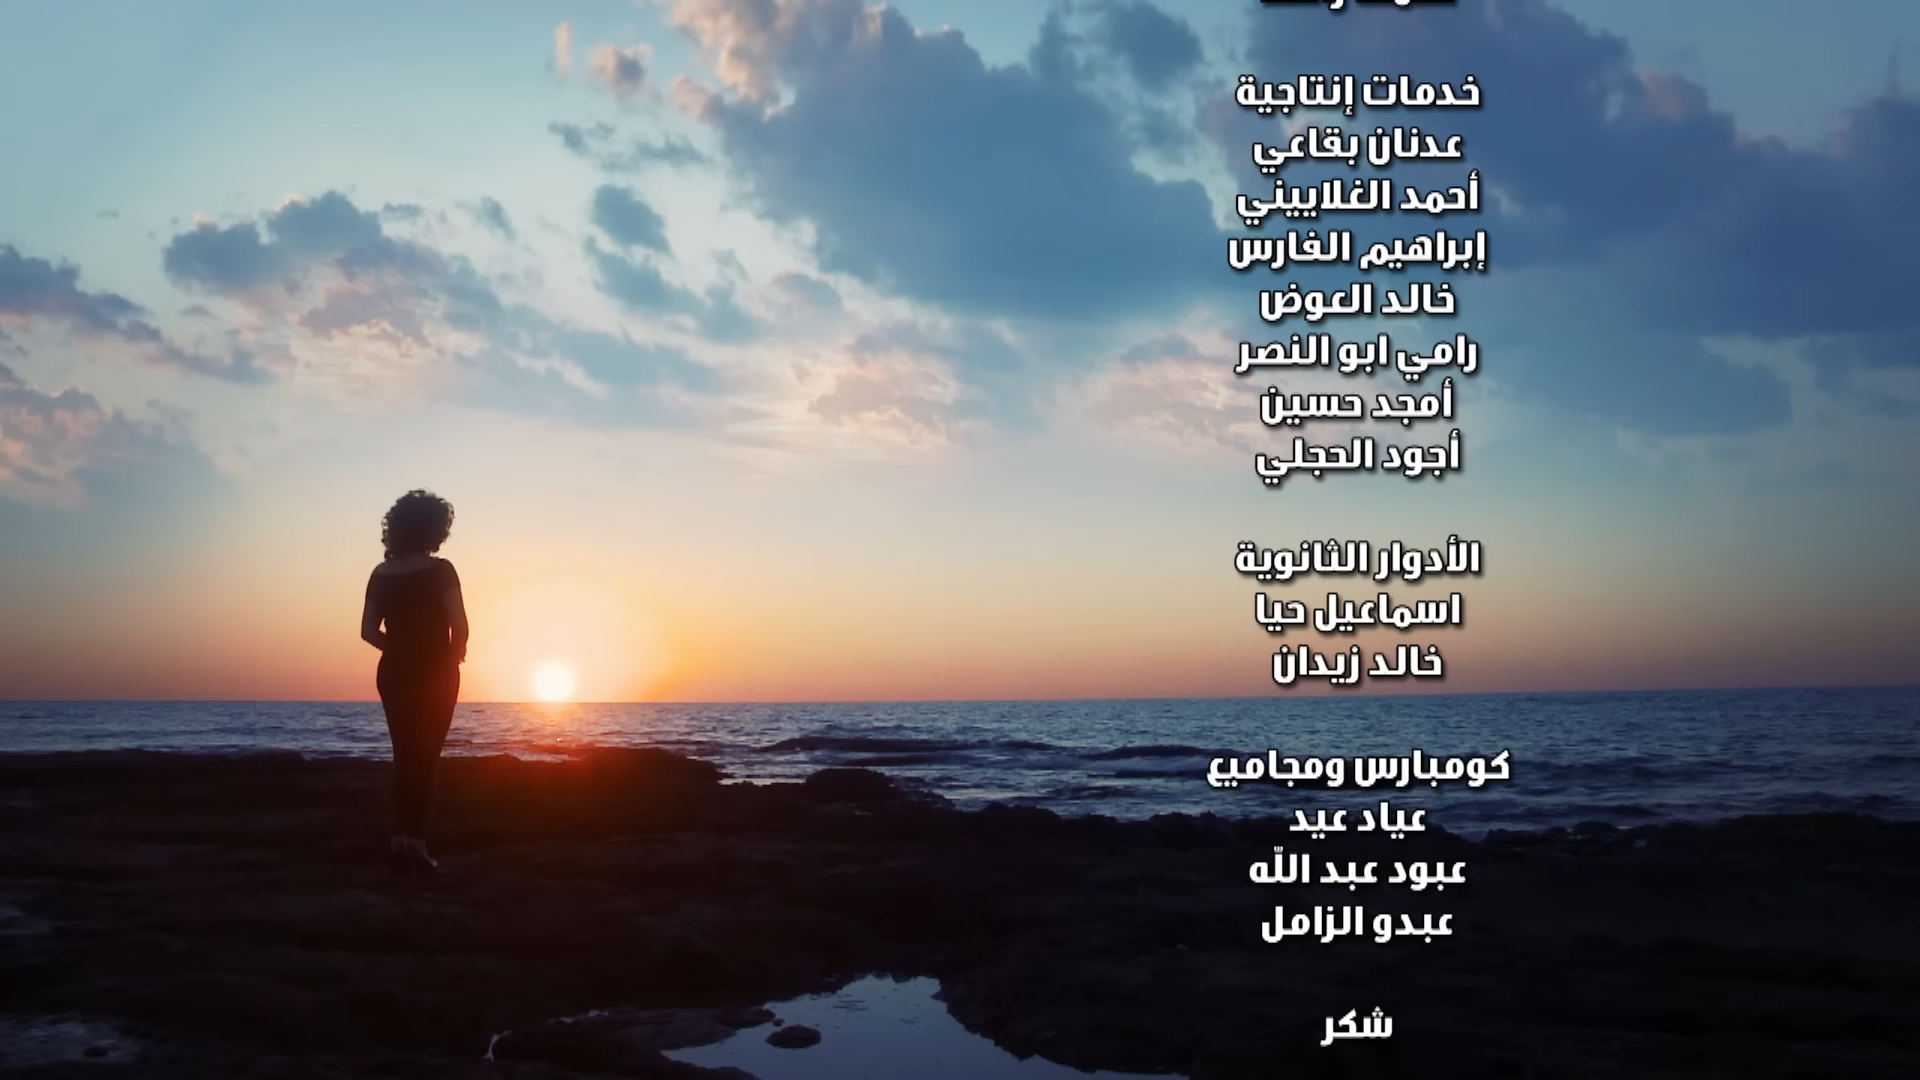 خدمات إنتاجية
عدنان بقاعي
أحمد الغلاييني
إبراهيم الفارس
خالد العوض
رامي ابو النصر
أمجد حسين
أجود الحجلي
الأدوار الثانوية
اسماعيل حيا
خالد زيدان
كومبارس ومجاميع
عياد عيد
عبود عبد الله
عبدو الزامل
شكر